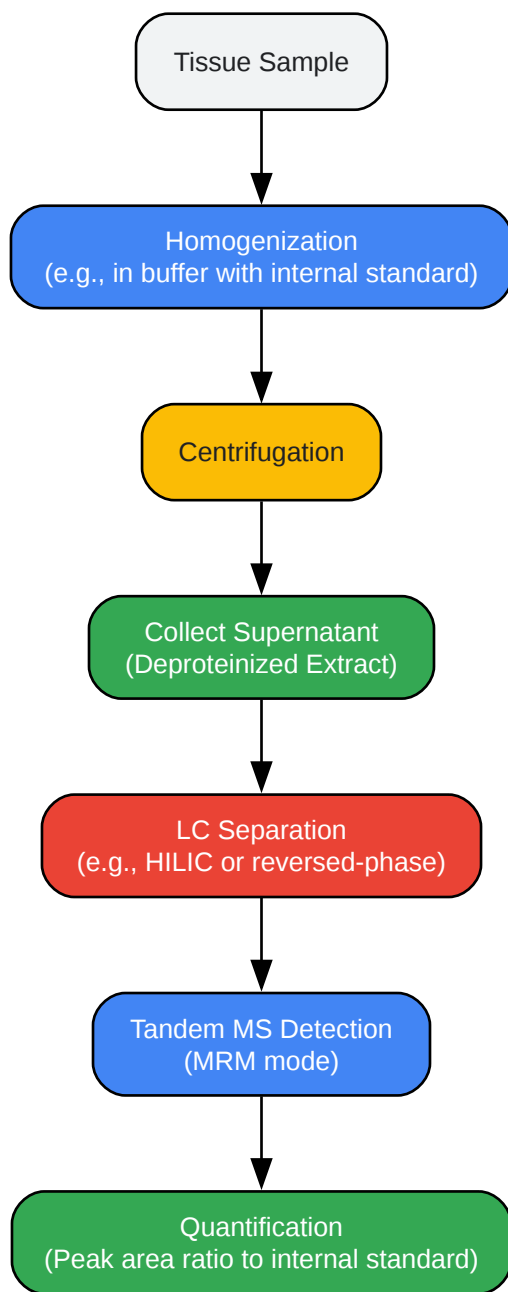 Tissue Sample
Homogenization
(e.g., in buffer with internal standard)
Centrifugation
Collect Supernatant
(Deproteinized Extract)
LC Separation
(e.g., HILIC or reversed-phase)
Tandem MS Detection
(MRM mode)
Quantification
(Peak area ratio to internal standard)